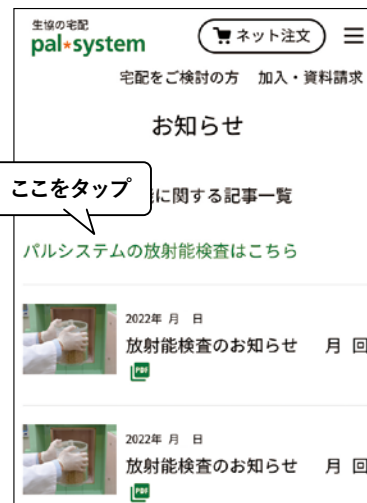 生協の宅配
pal*system
ネット注文
宅配をご検討の方 加入・資料請求
お知らせ
ここをタップ
に関する記事一覧
パルシステムの放射能検査はこちら
2022年 月 日
放射能検査のお知らせ 月 回
PDF
2022年 月 日
放射能検査のお知らせ 月 回
PDF